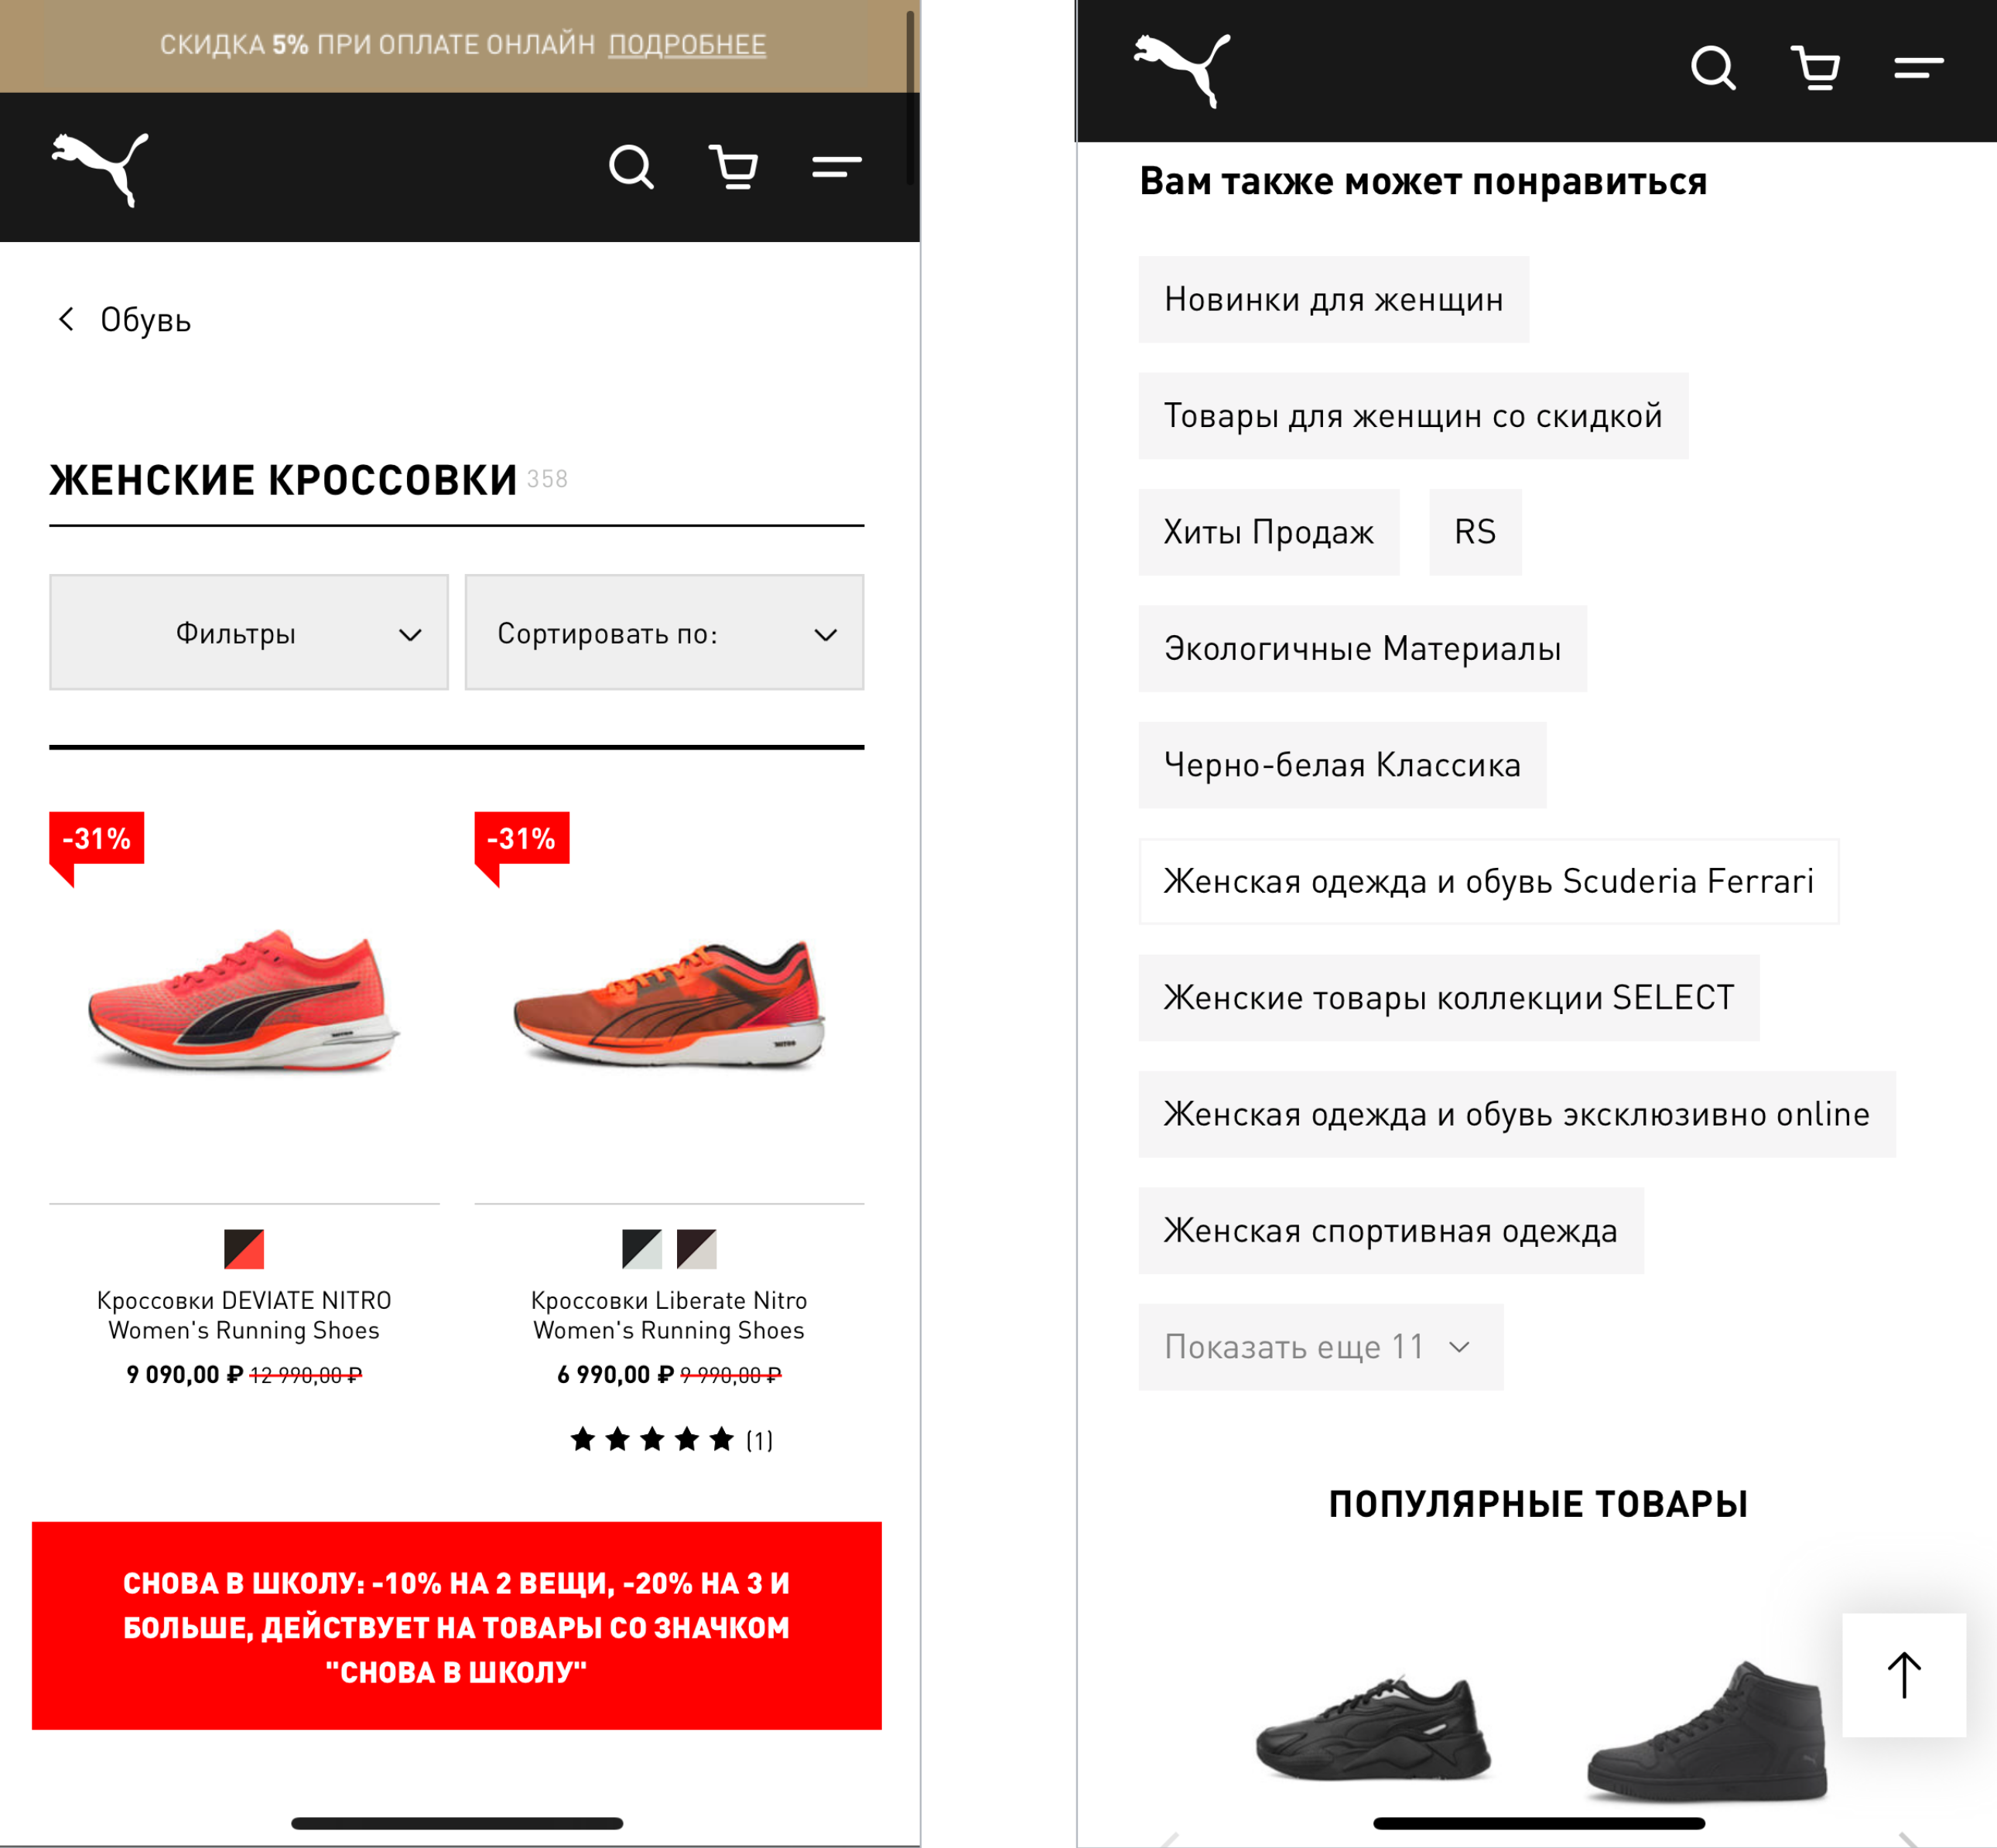 СКИДКА 5% ПРИ ОПЛАТЕ ОНЛАЙН ПОДРОБНЕЕ
Обувь
ЖЕНСКИЕ КРОССОВКИ 358
Фильтры
Сортировать по:
-31%
-31%
NITRO
Кроссовки DEVIATE NITRO
Women's Running Shoes
9 090,00 ₽ 12 990,00 ₽
Кроссовки Liberate Nitro
Women's Running Shoes
6 990,00 ₽ 9 990,00 ₽
(1)
СНОВА В ШКОЛУ: -10% НА 2 ВЕЩИ, -20% НА 3 И
БОЛЬШЕ, ДЕЙСТВУЕТ НА ТОВАРЫ СО ЗНАЧКОМ
"СНОВА В ШКОЛУ"
Вам также может понравиться
Новинки для женщин
Товары для женщин со скидкой
Хиты Продаж
RS
Экологичные Материалы
Черно-белая Классика
Женская одежда и обувь Scuderia Ferrari
Женские товары коллекции SELECT
Женская одежда и обувь эксклюзивно online
Женская спортивная одежда
Показать еще 11
ПОПУЛЯРНЫЕ ТОВАРЫ